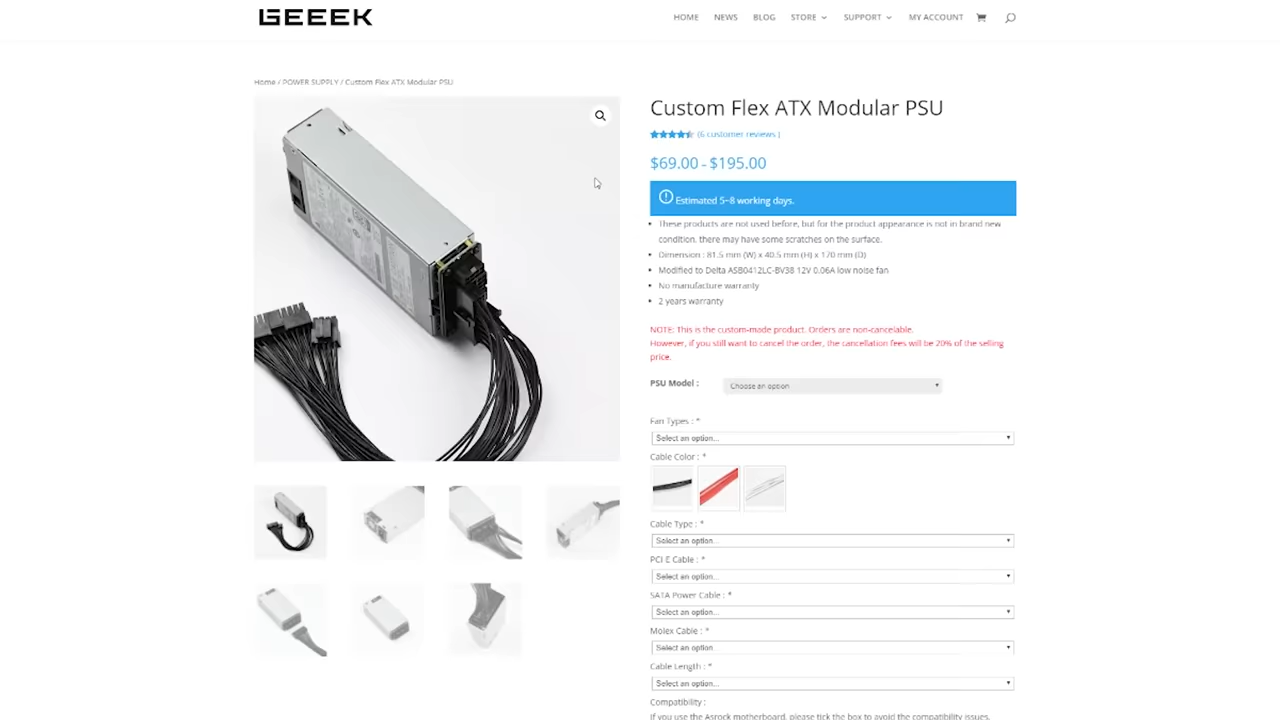 GEEEK
HOME NEWS BLOG STORE SUPPORT MY ACCOUNT
Home / POWER SUPPLY / Custom Flex ATX Modular PSU
Custom Flex ATX Modular PSU
(6 customer reviews )
$69.00 - $195.00
Estimated 5~8 working days.
These products are not used before, but for the product appearance is not in brand new
condition. there may have some scratches on the surface.
Dimension : 81.5 mm (W) x 40.5 mm (H) x 170 mm (D)
Modified to Delta ASB0412LC-BV38 12V 0.06A low noise fan
No manufacture warranty
2 years warranty
NOTE: This is the custom-made product. Orders are non-cancelable.
However, if you still want to cancel the order, the cancellation fees will be 20% of the selling
price.
PSU Model : Choose an option
Fan Types : *
Select an option...
Cable Color : *
Cable Type : *
Select an option...
PCI E Cable : *
Select an option...
SATA Power Cable : *
Select an option...
Molex Cable : *
Select an option...
Cable Length : *
Select an option...
Compatibility :
If you use the Asrock motherboard, please tick the box to avoid the compatibility issues.